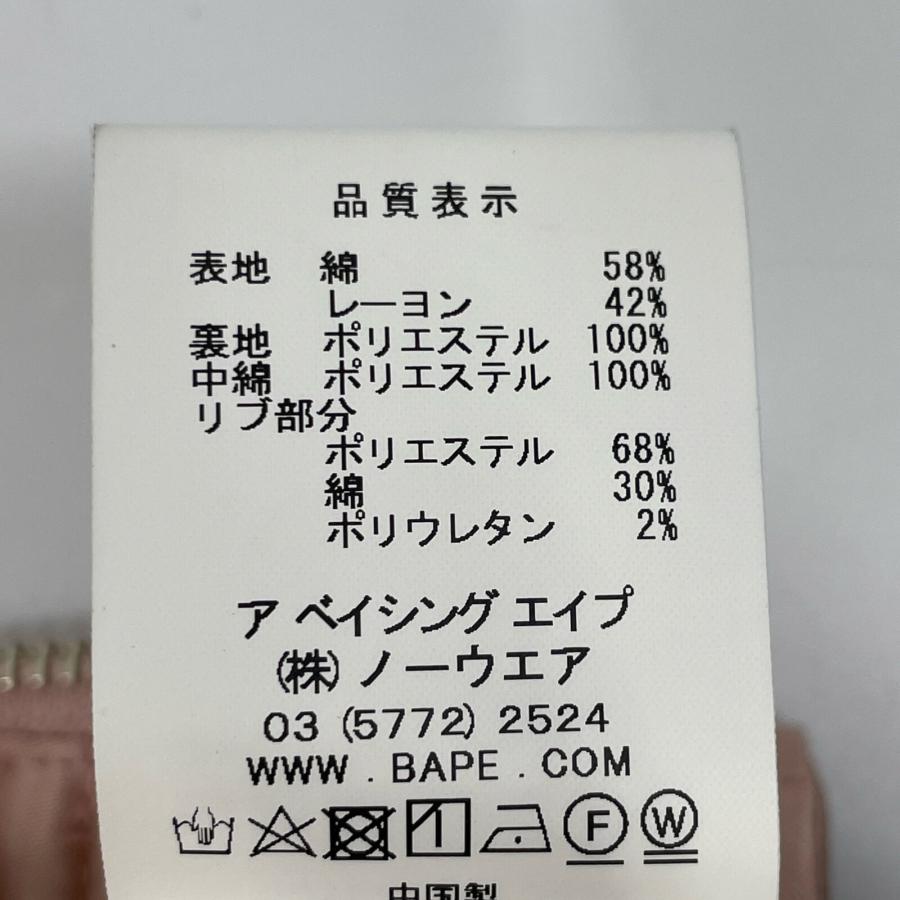 品質表示
表地 綿 58%
レーヨン 42%
裏地 ポリエステル 100%
中綿 ポリエステル 100%
リブ部分
ポリエステル 68%
綿 30%
ポリウレタン 2%
ア ベイシング エイプ
(株) ノーウエア
03 (5772) 2524
WWW . BAPE . COM
F W
中国製